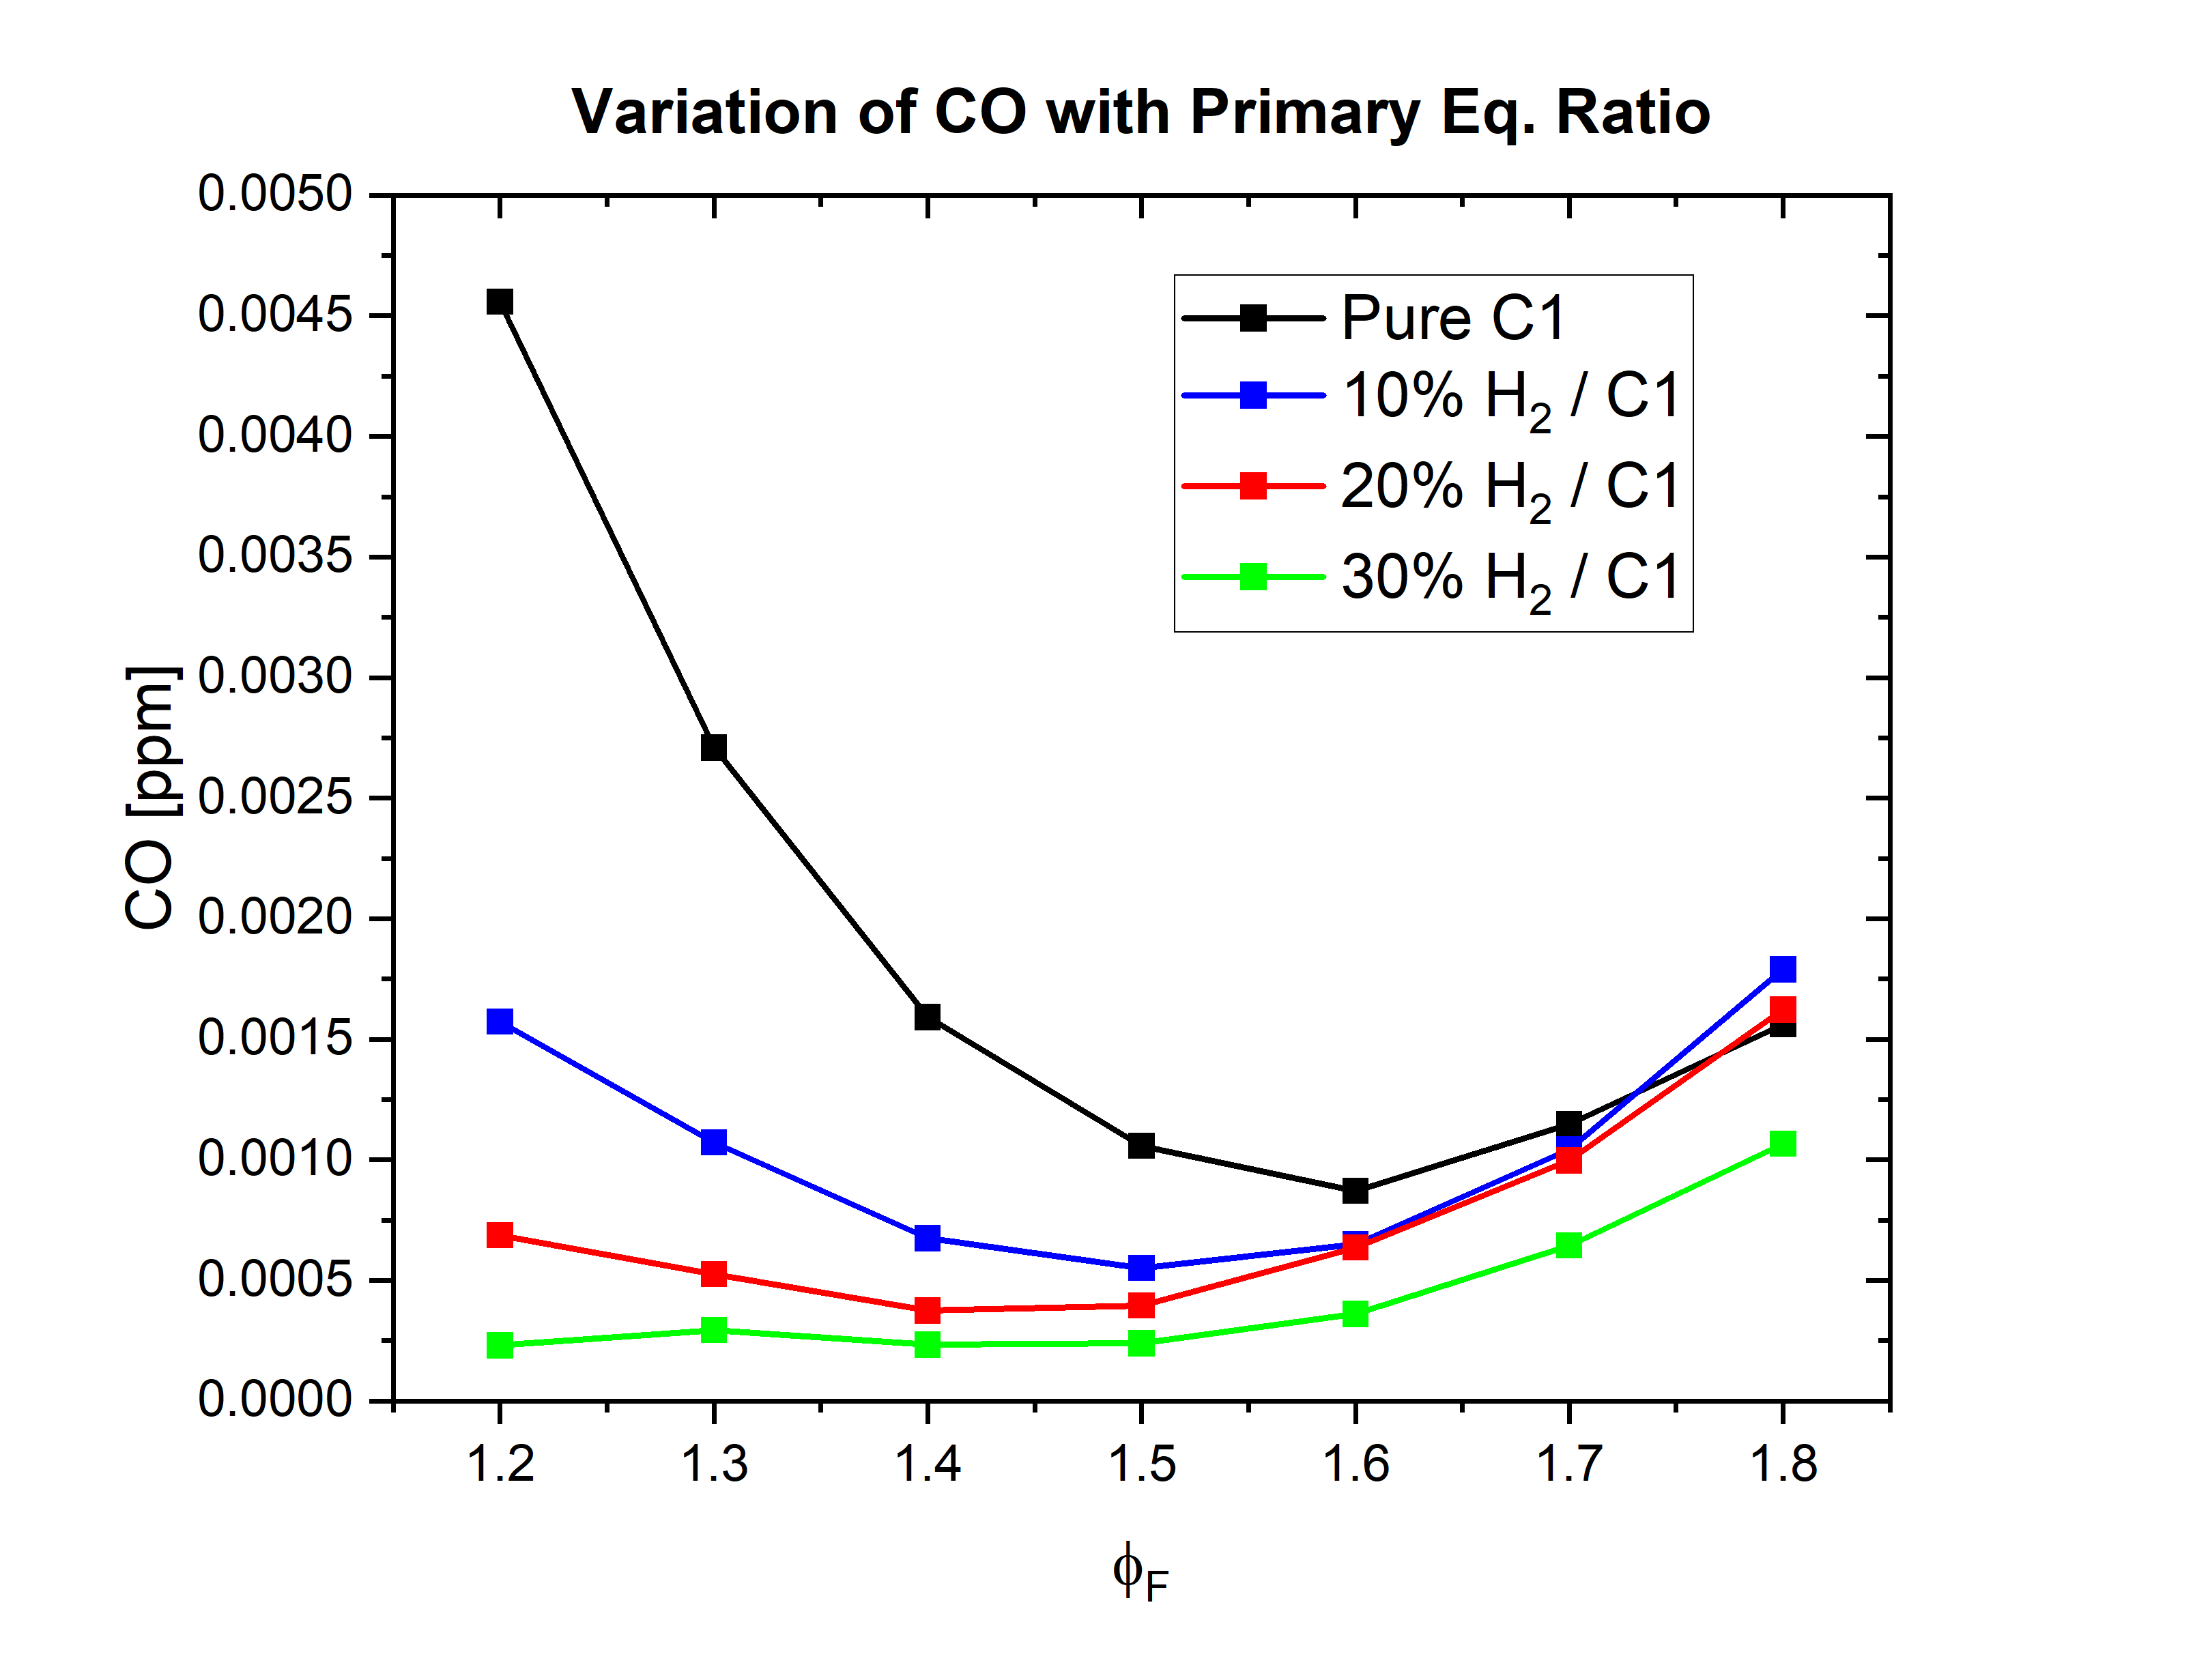 Variation of CO with Primary Eq. Ratio
0.0050
0.0045
0.0040
0.0035
0.0030
0.0025
0.0020
0.0015
0.0010
0.0005
0.0000
CO [ppm]
Pure C1
10% H₂ / C1
20% H₂ / C1
30% H₂ / C1
1.2 1.3 1.4 1.5 1.6 1.7 1.8
ϕ_F